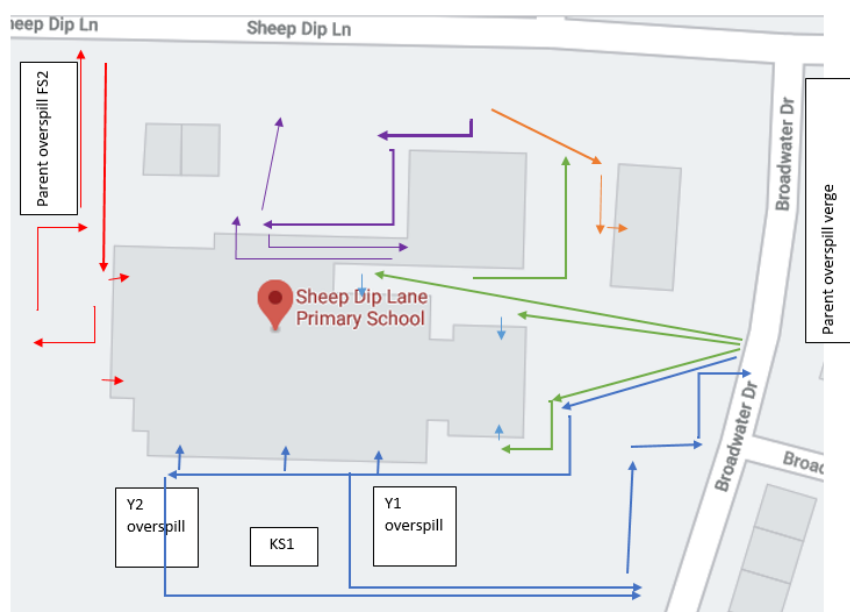 heep Dip Ln
Sheep Dip Ln
Parent overspill FS2
Broadwater Dr
Parent overspill verge
Sheep Dip Lane
Primary School
Broadwater Dr
Broadw
Y2
overspill
KS1
Y1
overspill